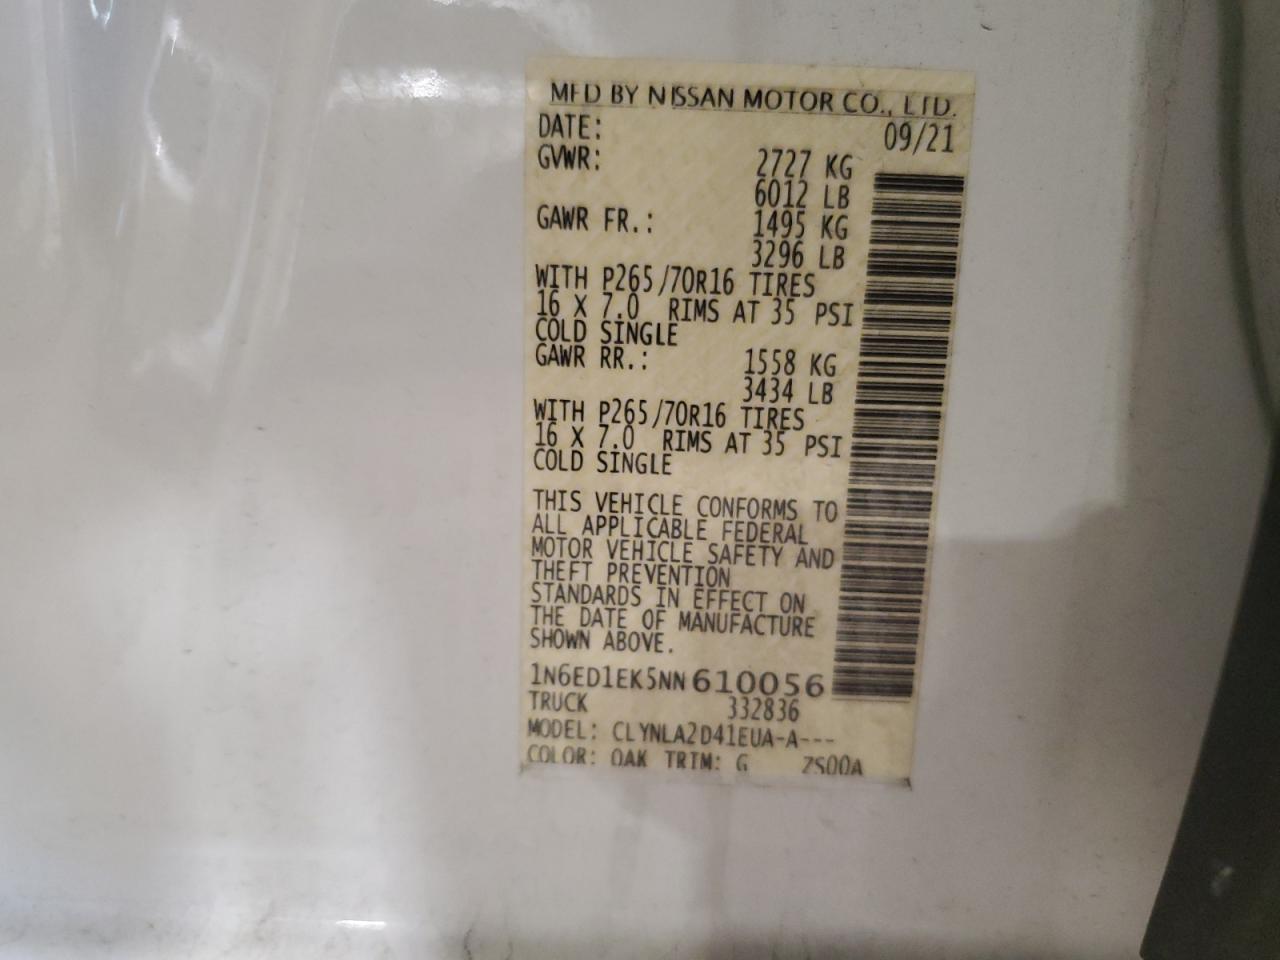 MFD BY NISSAN MOTOR CO., LTD.
DATE: 09/21
GVWR: 2727 KG
6012 LB
GAWR FR.: 1495 KG
3296 LB
WITH P265/70R16 TIRES
16 X 7.0 RIMS AT 35 PSI
COLD SINGLE
GAWR RR.: 1558 KG
3434 LB
WITH P265/70R16 TIRES
16 X 7.0 RIMS AT 35 PSI
COLD SINGLE
THIS VEHICLE CONFORMS TO
ALL APPLICABLE FEDERAL
MOTOR VEHICLE SAFETY AND
THEFT PREVENTION
STANDARDS IN EFFECT ON
THE DATE OF MANUFACTURE
SHOWN ABOVE.
1N6ED1EK5NN610056
TRUCK 332836
MODEL: CLYNLA2D41EUA-A---
COLOR: QAK TRIM: G ZS00A